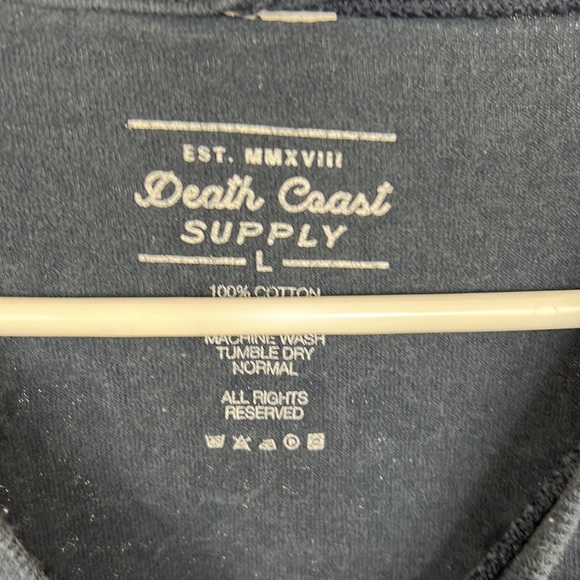 EST. MMXVIII
Death Coast
SUPPLY
L
100% COTTON
MACHINE WASH
TUMBLE DRY
NORMAL
ALL RIGHTS
RESERVED